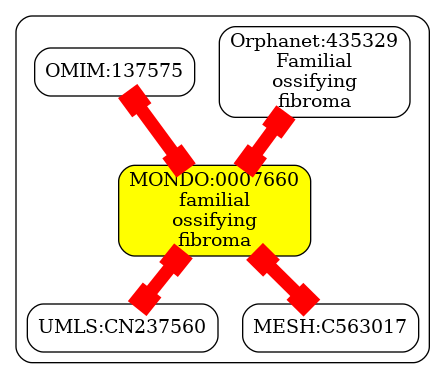 OMIM:137575
Orphanet:435329
Familial
ossifying
fibroma
MONDO:0007660
familial
ossifying
fibroma
UMLS:CN237560
MESH:C563017